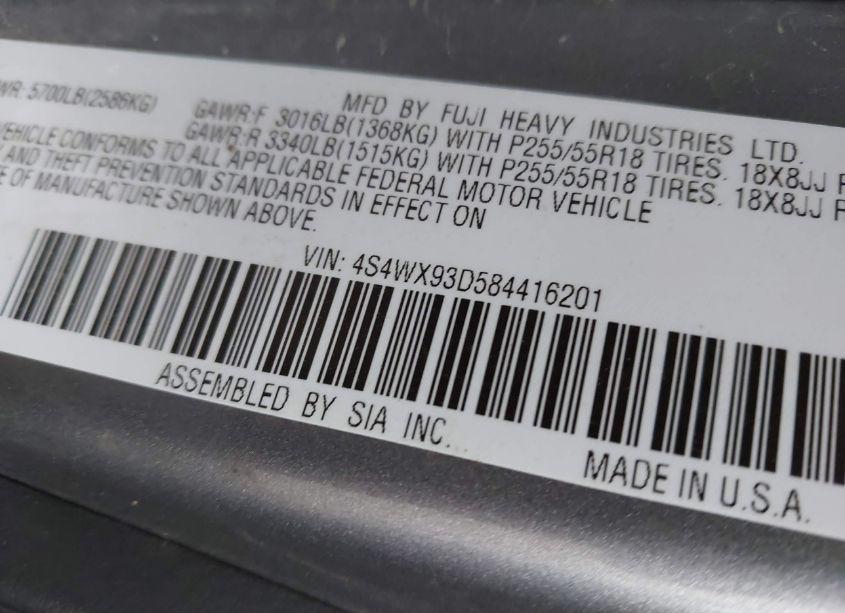 MFD BY FUJI HEAVY INDUSTRIES LTD.
5700LB(2586KG) GAWR:F 3016LB(1368KG) WITH P255/55R18 TIRES. 18X8JJ
GAWR:R 3340LB(1515KG) WITH P255/55R18 TIRES. 18X8JJ
VEHICLE CONFORMS TO ALL APPLICABLE FEDERAL MOTOR VEHICLE
AND THEFT PREVENTION STANDARDS IN EFFECT ON
OF MANUFACTURE SHOWN ABOVE.
VIN: 4S4WX93D584416201
ASSEMBLED BY SIA INC.
MADE IN U.S.A.